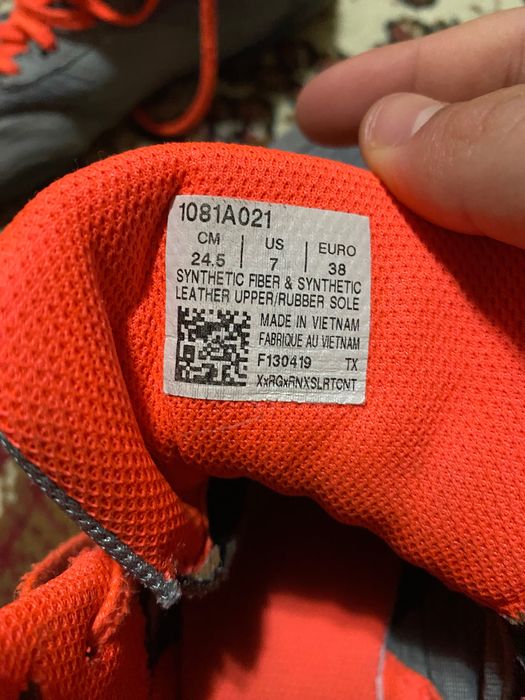 1081A021
CM | US | EURO
24.5 | 7 | 38
SYNTHETIC FIBER & SYNTHETIC
LEATHER UPPER/RUBBER SOLE
MADE IN VIETNAM
FABRIQUE AU VIETNAM
F130419 TX
XxRGxRNXSLRTCNT